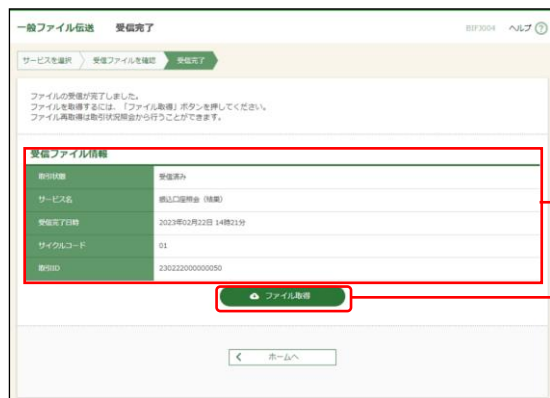 一般ファイル伝送 受信完了 BIFJ004 ヘルプ ?
サービスを選択 受信ファイルを確認 受信完了
ファイルの受信が完了しました。
ファイルを取得するには、「ファイル取得」ボタンを押してください。
ファイル再取得は取引状況照会から行うことができます。
受信ファイル情報
取引状態 受信済み
サービス名 振込口座照会（結果）
受信完了日時 2023年02月22日 14時21分
サイクルコード 01
取引ID 230222000000050
ファイル取得
ホームへ